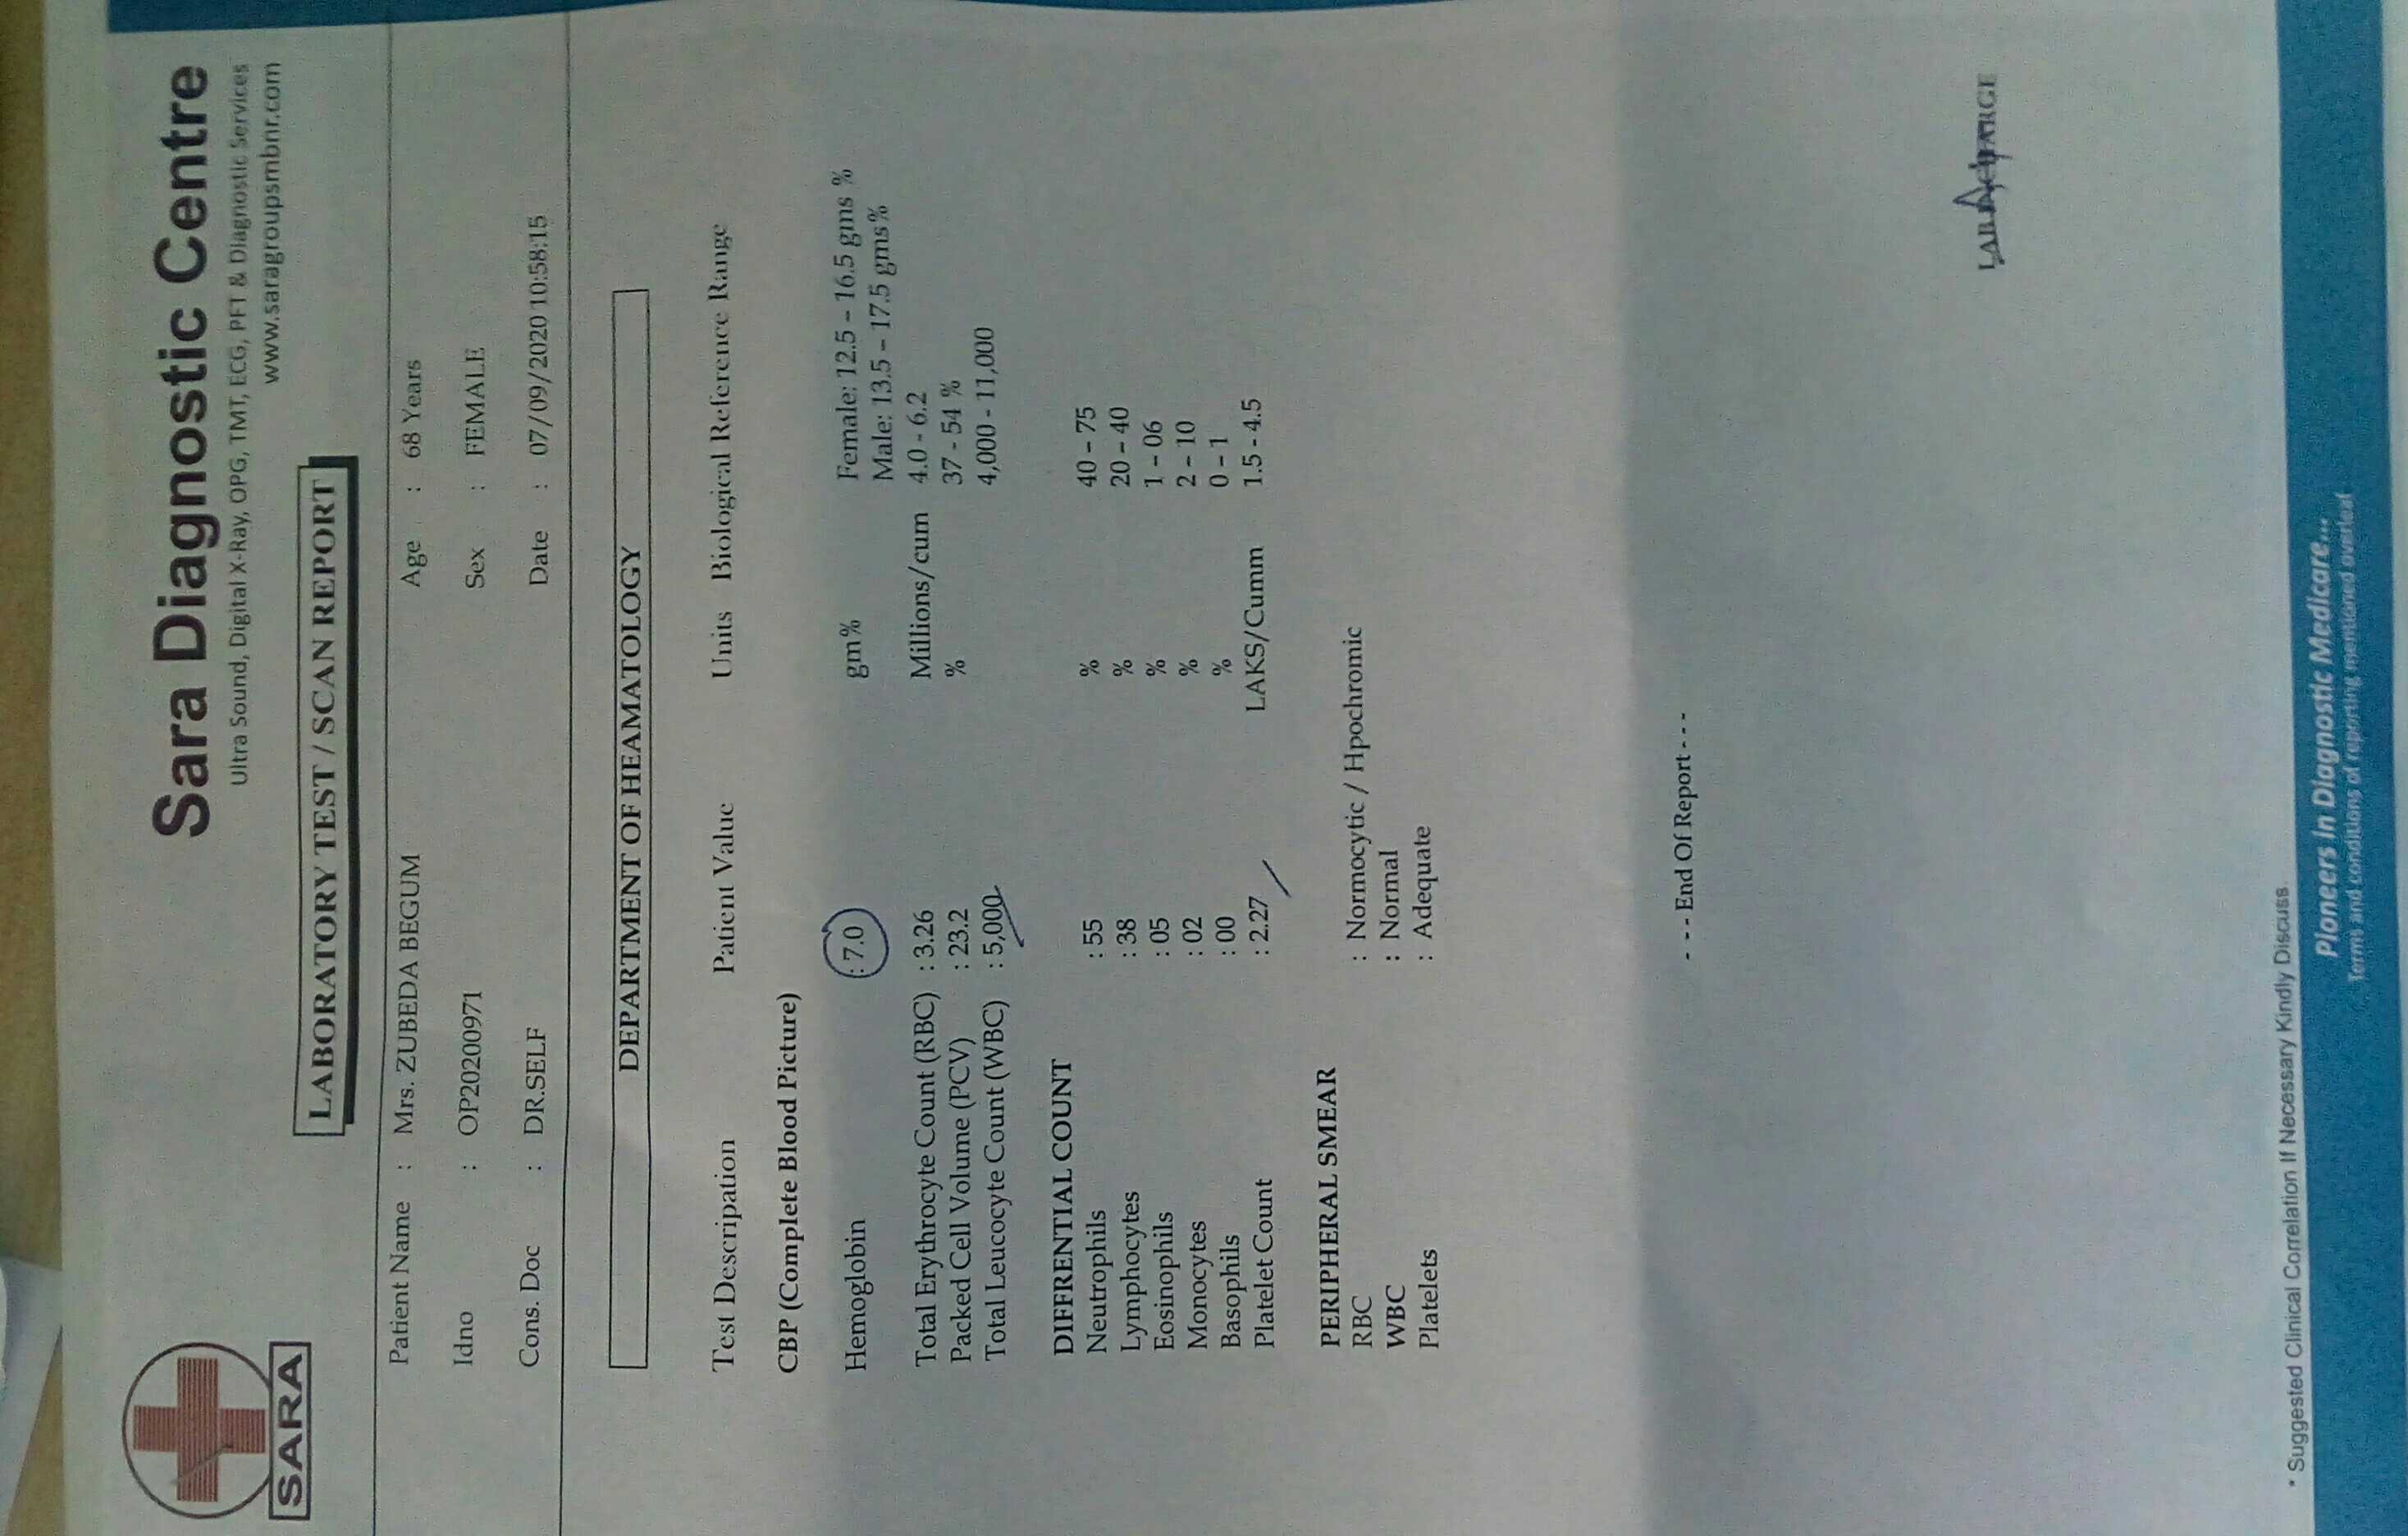 SARA
Sara Diagnostic Centre
Ultra Sound, Digital X-Ray, OPG, TMT, ECG, PFT & Diagnostic Services
www.saragroupsmbnr.com
LABORATORY TEST / SCAN REPORT
Patient Name : Mrs. ZUBEDA BEGUM Age : 68 Years
Idno : OP20200971 Sex : FEMALE
Cons. Doc : DR.SELF Date : 07/09/2020 10:58:15
DEPARTMENT OF HEAMATOLOGY
Test Descripation Patient Value Units Biological Reference Range
CBP (Complete Blood Picture)
Hemoglobin : 7.0 gm% Female: 12.5 – 16.5 gms %
Male: 13.5 – 17.5 gms%
Total Erythrocyte Count (RBC) : 3.26 Millions/cum 4.0 - 6.2
Packed Cell Volume (PCV) : 23.2 % 37 - 54 %
Total Leucocyte Count (WBC) : 5,000 4,000 - 11,000
DIFFRENTIAL COUNT
Neutrophils : 55 % 40 – 75
Lymphocytes : 38 % 20 – 40
Eosinophils : 05 % 1 – 06
Monocytes : 02 % 2 – 10
Basophils : 00 % 0 – 1
Platelet Count : 2.27 LAKS/Cumm 1.5 - 4.5
PERIPHERAL SMEAR
RBC : Normocytic / Hpochromic
WBC : Normal
Platelets : Adequate
- - - End Of Report - - -
* Suggested Clinical Correlation If Necessary Kindly Discuss.
Pioneers In Diagnostic Medicare...
Terms and conditions of reporting mentioned overleaf